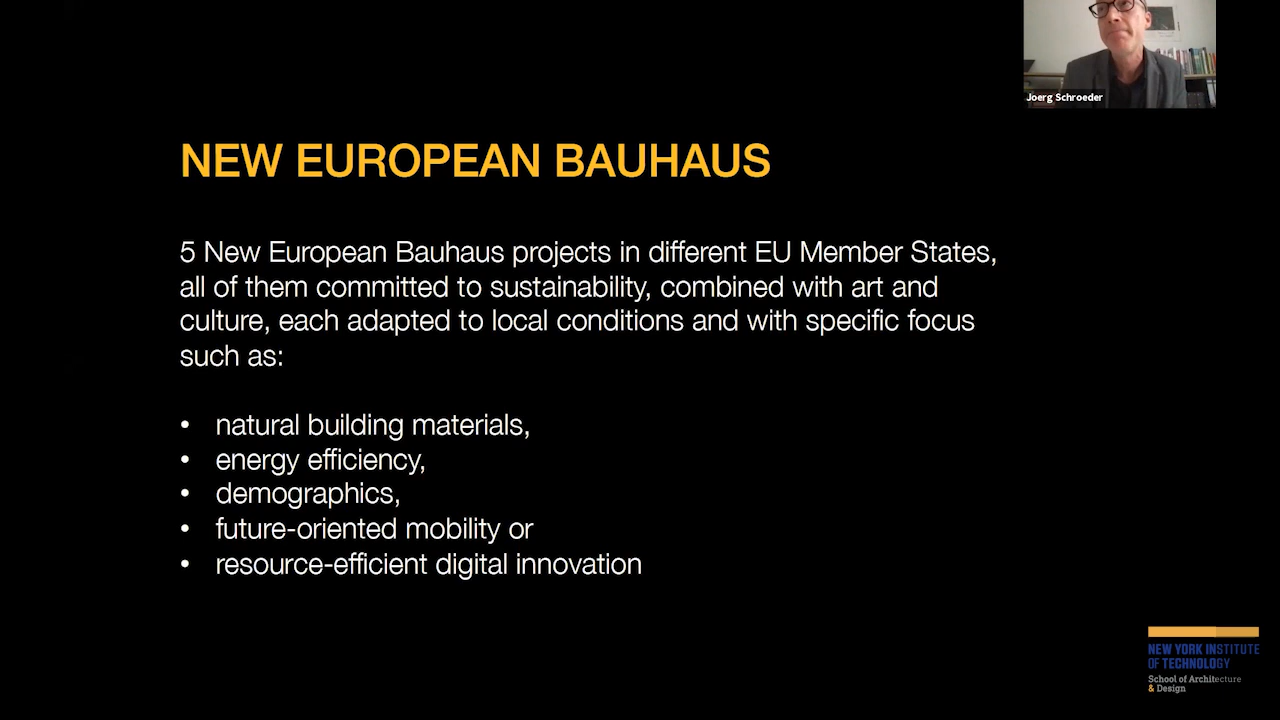 Joerg Schroeder
NEW EUROPEAN BAUHAUS
5 New European Bauhaus projects in different EU Member States,
all of them committed to sustainability, combined with art and
culture, each adapted to local conditions and with specific focus
such as:
• natural building materials,
• energy efficiency,
• demographics,
• future-oriented mobility or
• resource-efficient digital innovation
NEW YORK INSTITUTE
OF TECHNOLOGY
School of Architecture
& Design